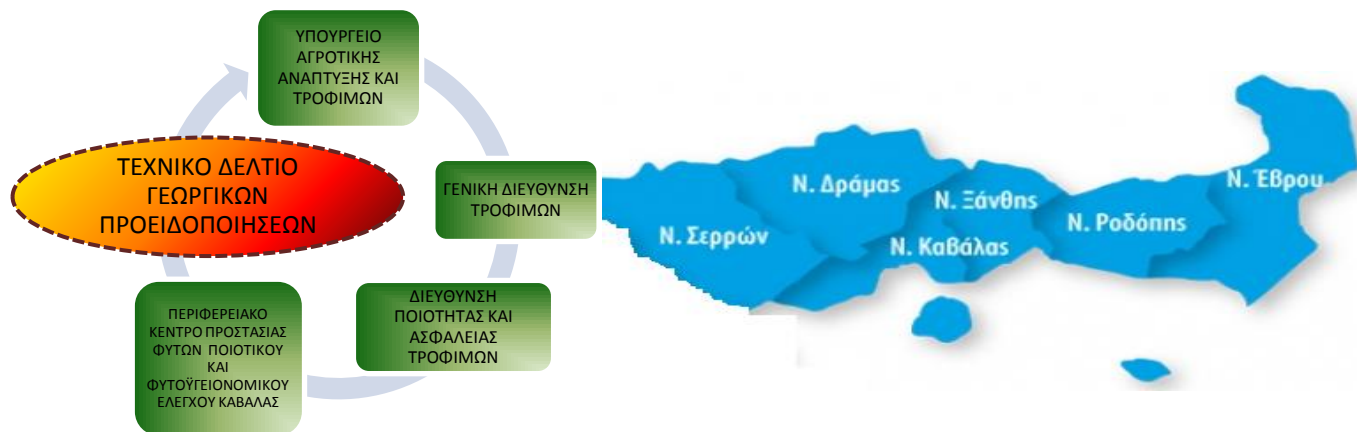 ΥΠΟΥΡΓΕΙΟ
ΑΓΡΟΤΙΚΗΣ
ΑΝΑΠΤΥΞΗΣ ΚΑΙ
ΤΡΟΦΙΜΩΝ
ΓΕΝΙΚΗ ΔΙΕΥΘΥΝΣΗ
ΤΡΟΦΙΜΩΝ
ΔΙΕΥΘΥΝΣΗ
ΠΟΙΟΤΗΤΑΣ ΚΑΙ
ΑΣΦΑΛΕΙΑΣ
ΤΡΟΦΙΜΩΝ
ΠΕΡΙΦΕΡΕΙΑΚΟ
ΚΕΝΤΡΟ ΠΡΟΣΤΑΣΙΑΣ
ΦΥΤΩΝ ΠΟΙΟΤΙΚΟΥ
ΚΑΙ
ΦΥΤΟΫΓΕΙΟΝΟΜΙΚΟΥ
ΕΛΕΓΧΟΥ ΚΑΒΑΛΑΣ
ΤΕΧΝΙΚΟ ΔΕΛΤΙΟ
ΓΕΩΡΓΙΚΩΝ
ΠΡΟΕΙΔΟΠΟΙΗΣΕΩΝ
Ν. Σερρών
Ν. Δράμας
Ν. Καβάλας
Ν. Ξάνθης
Ν. Ροδόπης
Ν. Έβρου